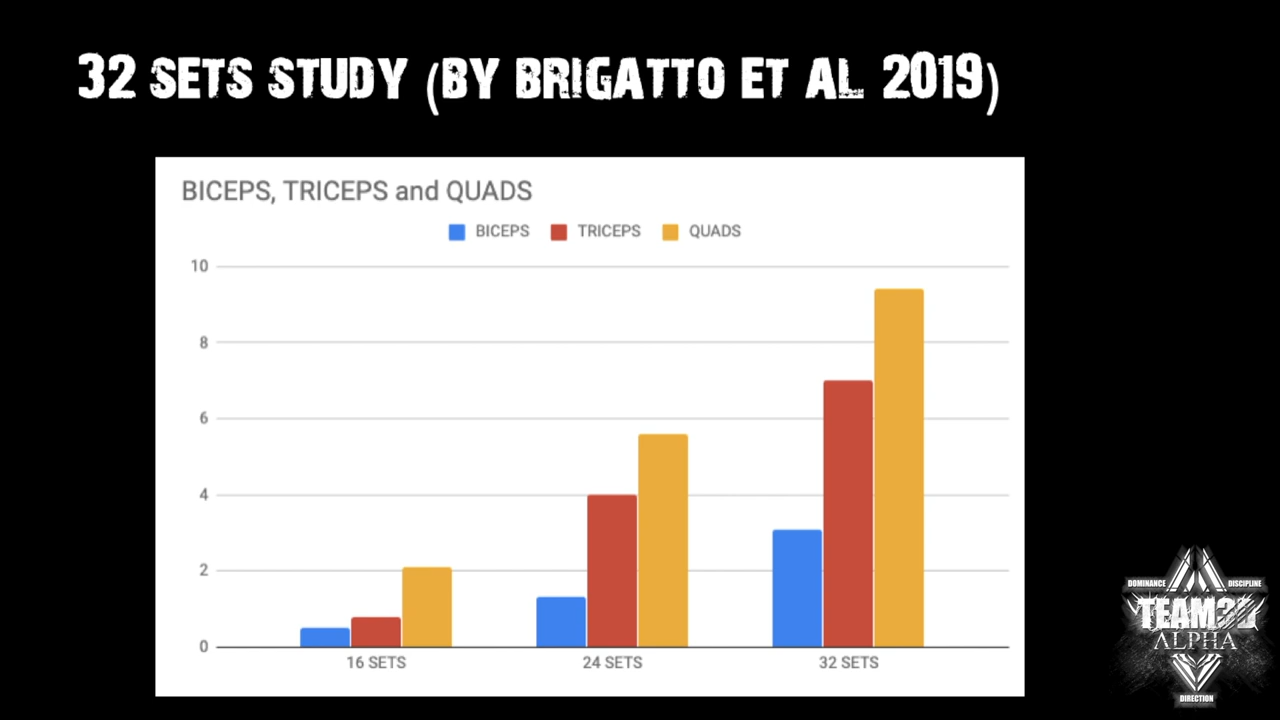 32 SETS STUDY (BY BRIGATTO ET AL 2019)
BICEPS, TRICEPS and QUADS
BICEPS TRICEPS QUADS
10
8
6
4
2
0
16 SETS 24 SETS 32 SETS
DOMINANCE DISCIPLINE
TEAM3D
ALPHA
DIRECTION